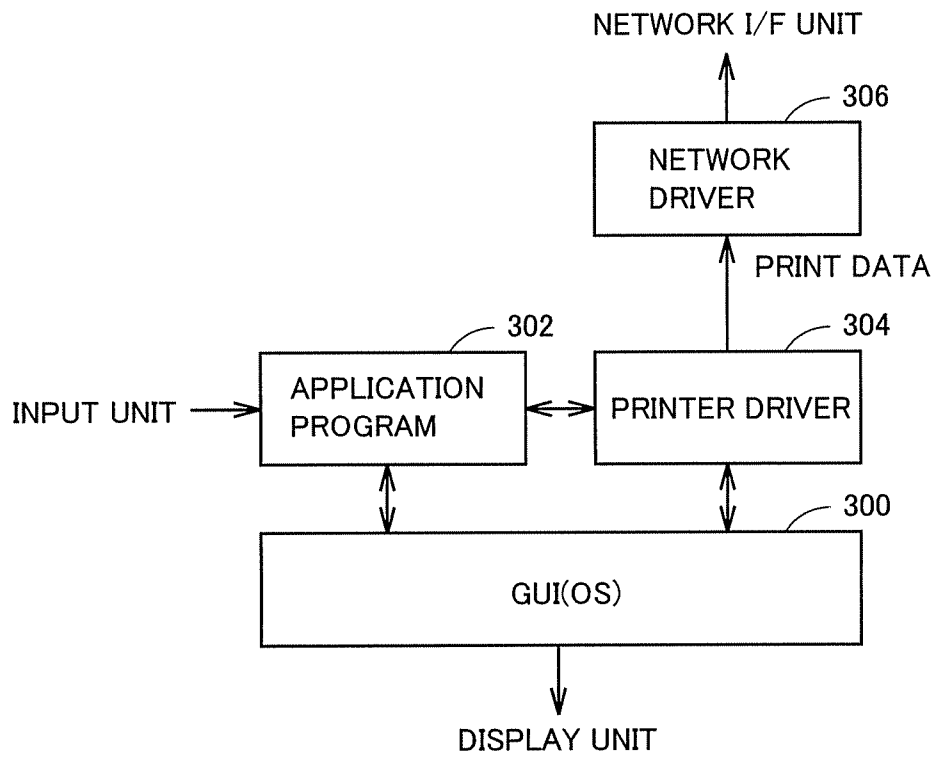 NETWORK I/F UNIT
306
NETWORK
DRIVER
PRINT DATA
302
304
INPUT UNIT
APPLICATION
PROGRAM
PRINTER DRIVER
300
GUI(OS)
DISPLAY UNIT